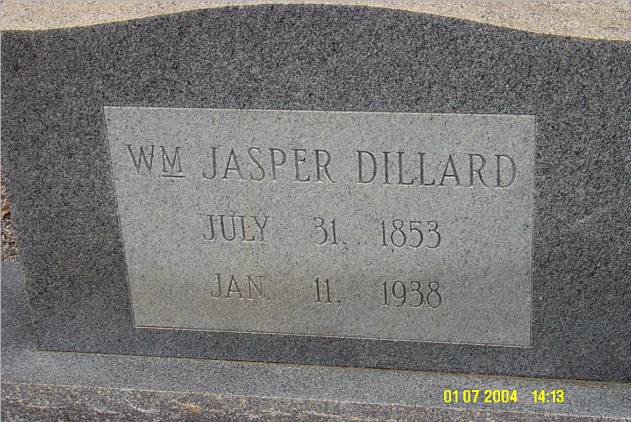 WM JASPER DILLARD
JULY 31, 1853
JAN. 11, 1938
01 07 2004 14:13